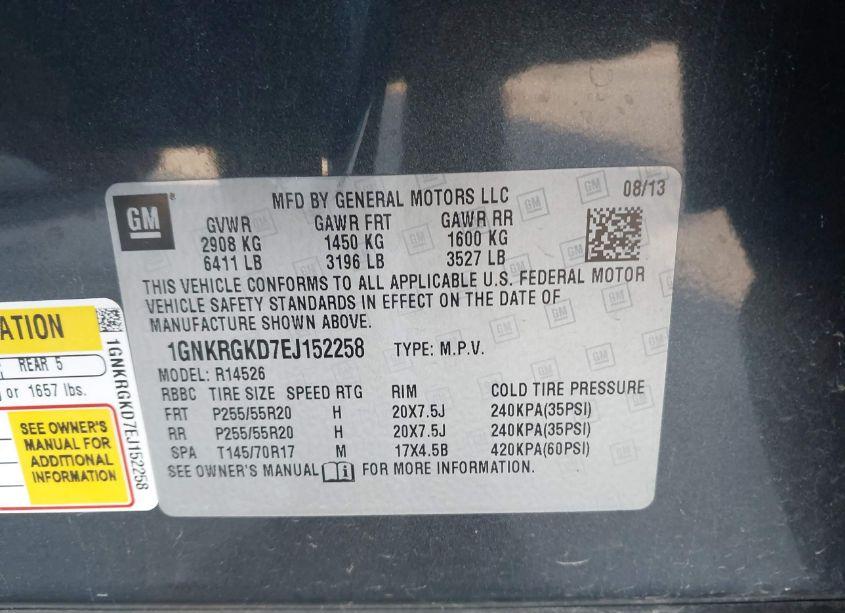 GM
MFD BY GENERAL MOTORS LLC
08/13
GVWR GAWR FRT GAWR RR
2908 KG 1450 KG 1600 KG
6411 LB 3196 LB 3527 LB
THIS VEHICLE CONFORMS TO ALL APPLICABLE U.S. FEDERAL MOTOR
VEHICLE SAFETY STANDARDS IN EFFECT ON THE DATE OF
MANUFACTURE SHOWN ABOVE.
1GNKRGKD7EJ152258 TYPE: M.P.V.
MODEL: R14526
RBBC TIRE SIZE SPEED RTG RIM COLD TIRE PRESSURE
FRT P255/55R20 H 20X7.5J 240KPA(35PSI)
RR P255/55R20 H 20X7.5J 240KPA(35PSI)
SPA T145/70R17 M 17X4.5B 420KPA(60PSI)
SEE OWNER'S MANUAL FOR MORE INFORMATION.
ATION
REAR 5
or 1657 lbs.
SEE OWNER'S
MANUAL FOR
ADDITIONAL
INFORMATION
1GNKRGKD7EJ152258